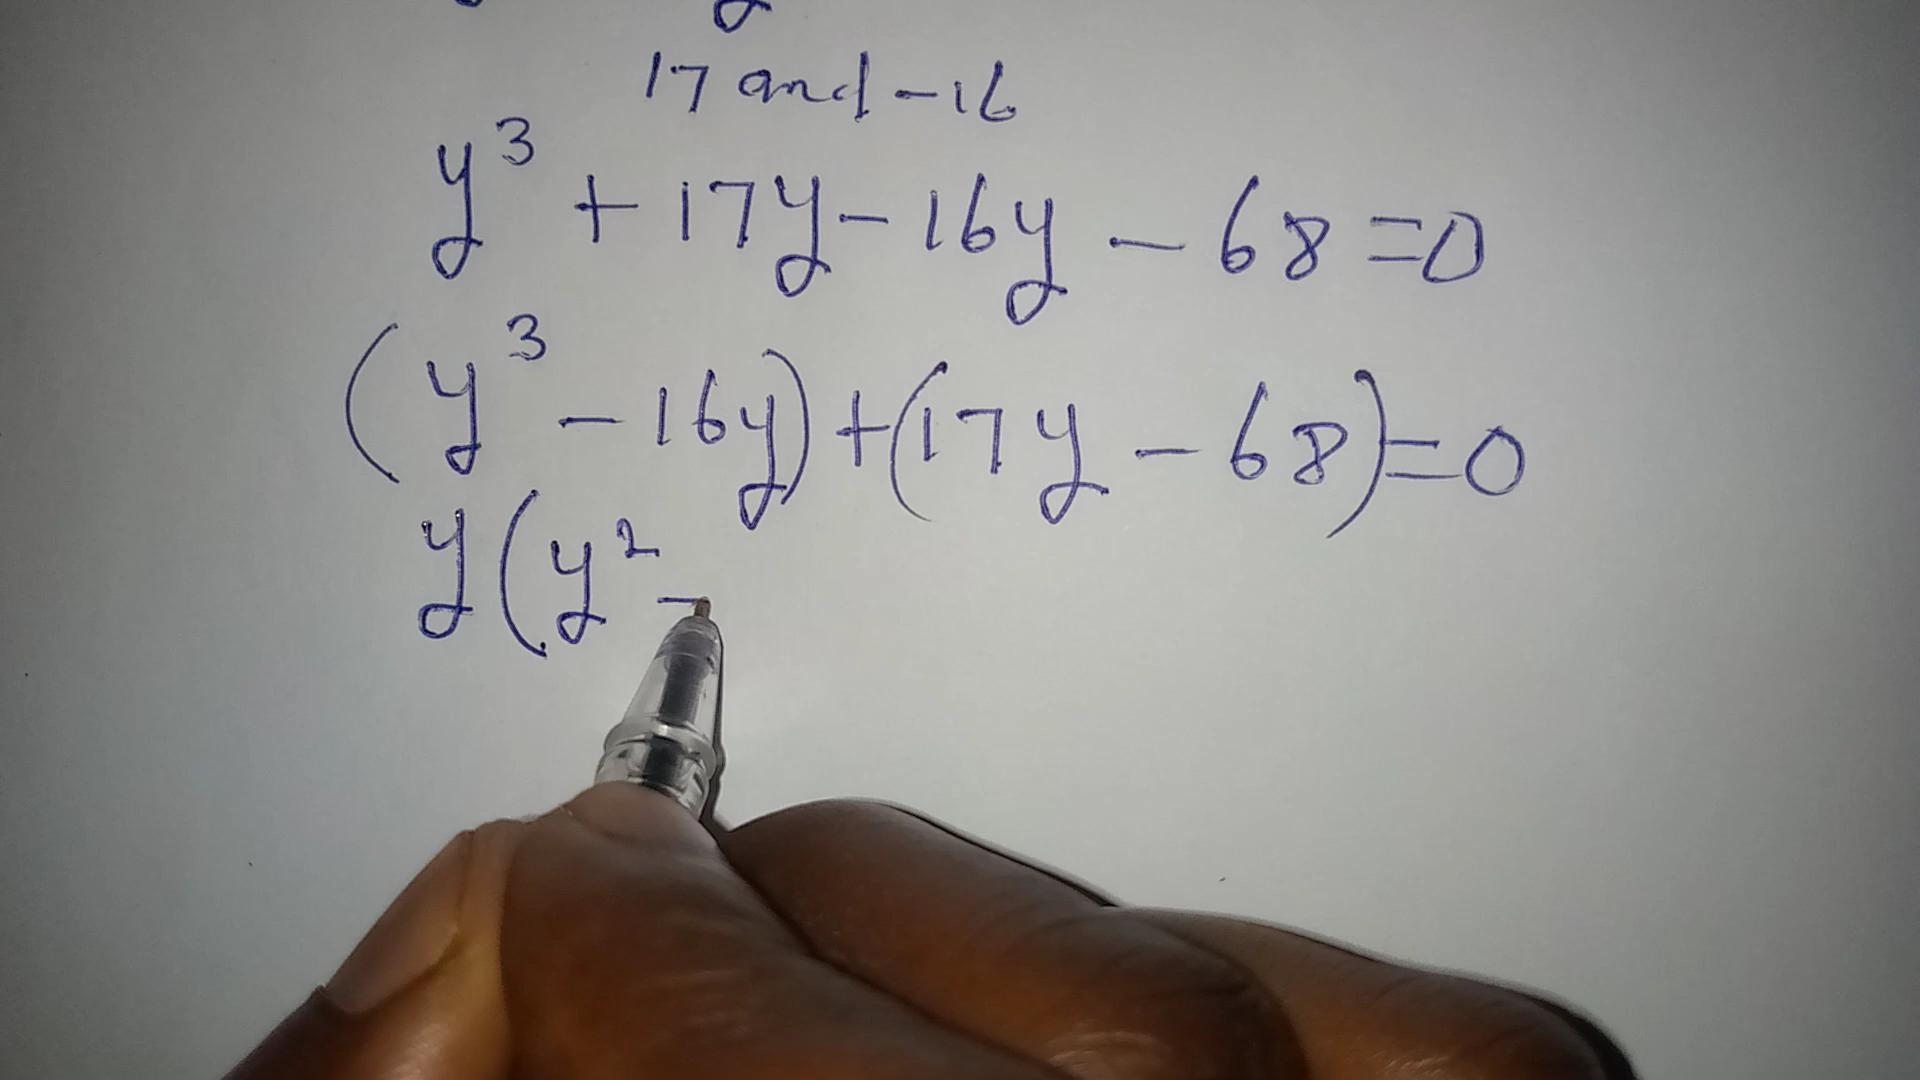 17 and -16
y³ + 17y - 16y - 68 = 0
(y³ - 16y) + (17y - 68) = 0
y(y² -